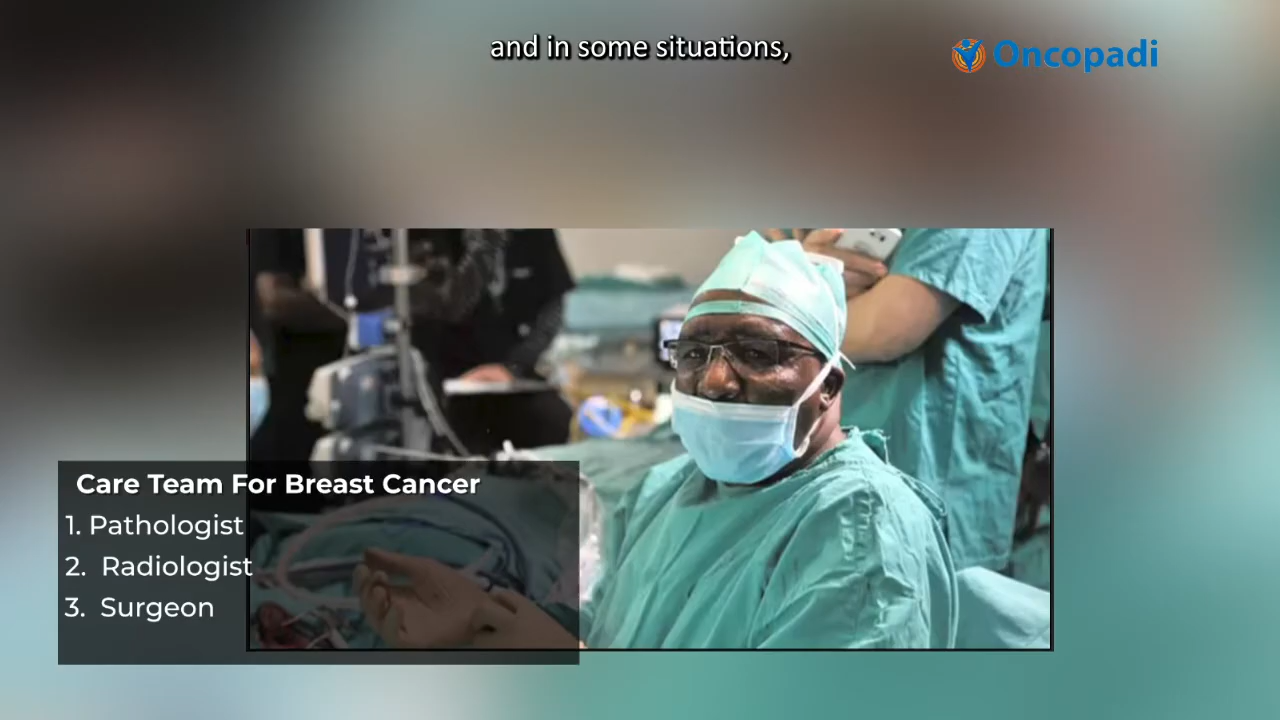 and in some situations,
Oncopadi
Care Team For Breast Cancer
1. Pathologist
2. Radiologist
3. Surgeon